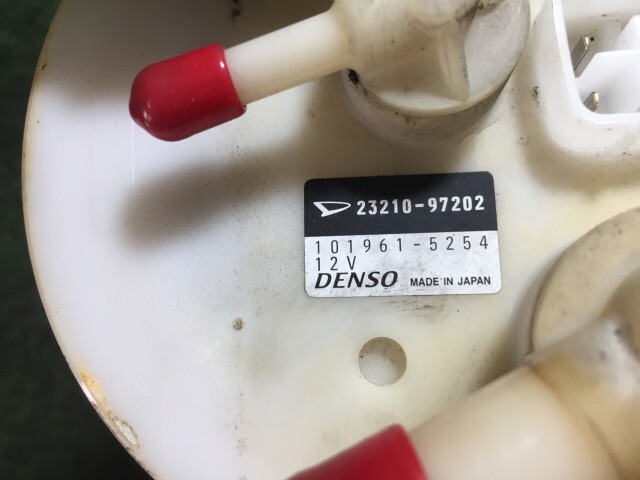 23210-97202
101961-5254
12V
DENSO MADE IN JAPAN